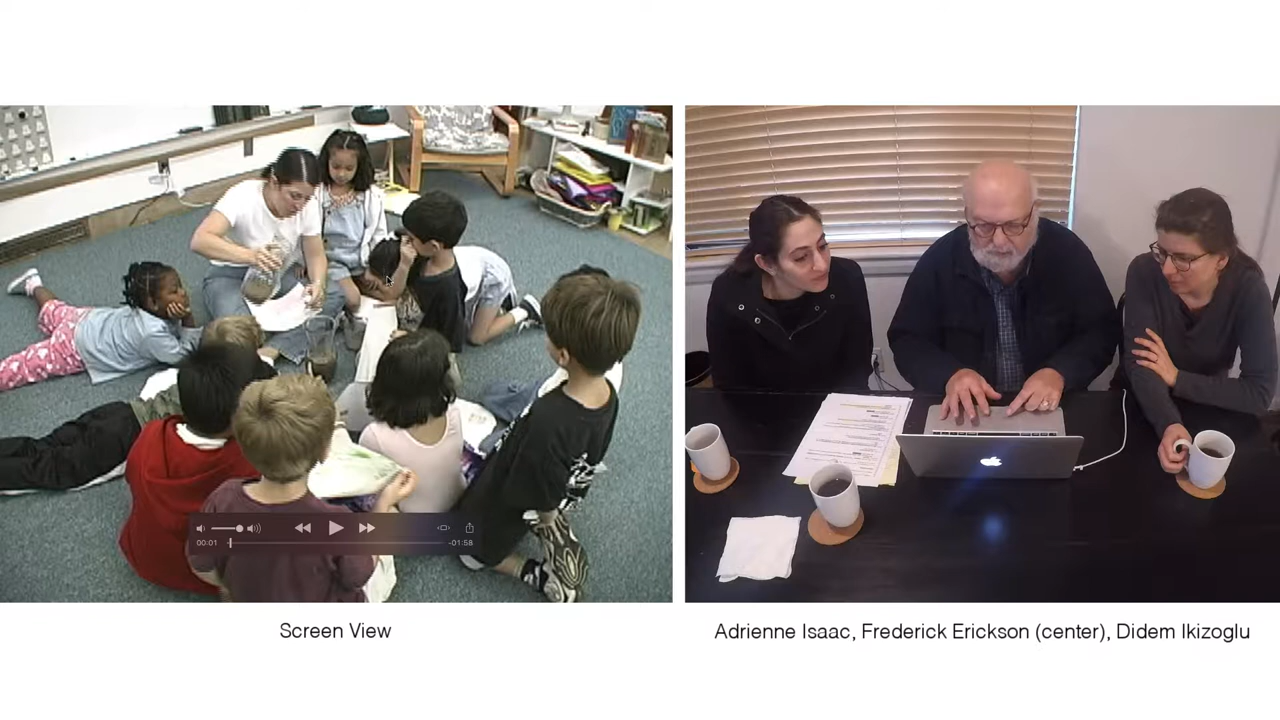 00:01
-01:58
Screen View
Adrienne Isaac, Frederick Erickson (center), Didem Ikizoglu